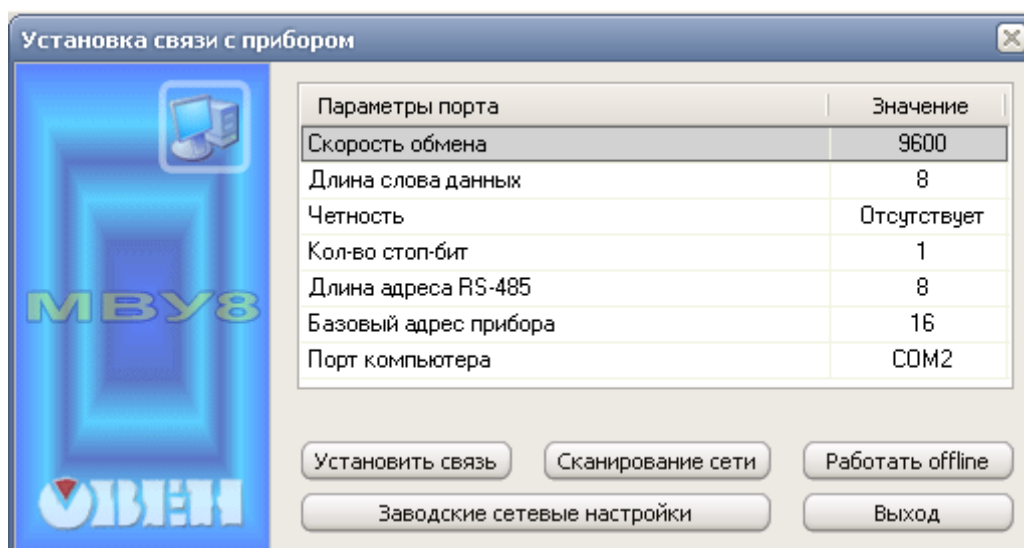 Установка связи с прибором
МВУ8
ОВЕН
Параметры порта Значение
Скорость обмена 9600
Длина слова данных 8
Четность Отсутствует
Кол-во стоп-бит 1
Длина адреса RS-485 8
Базовый адрес прибора 16
Порт компьютера COM2
Установить связь Сканирование сети Работать offline
Заводские сетевые настройки Выход